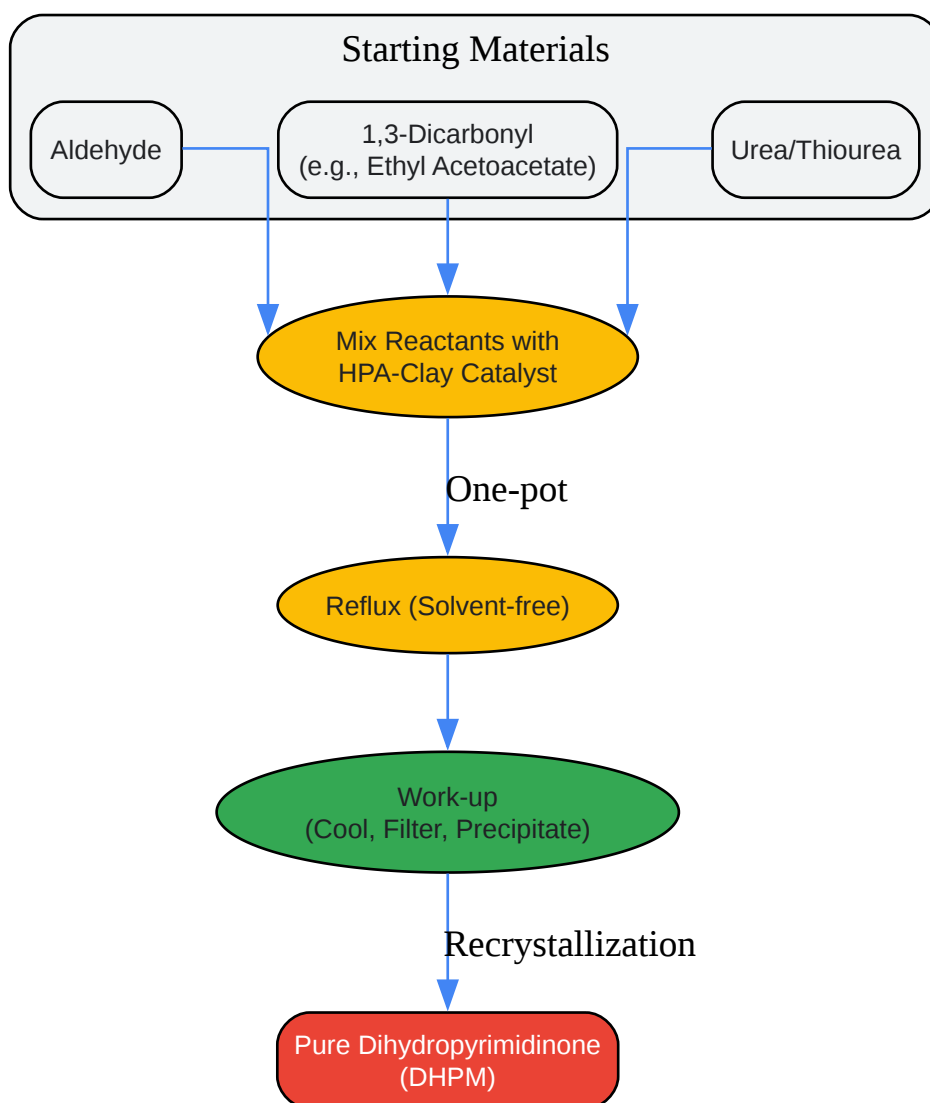 Starting Materials
Aldehyde
1,3-Dicarbonyl
(e.g., Ethyl Acetoacetate)
Urea/Thiourea
Mix Reactants with
HPA-Clay Catalyst
One-pot
Reflux (Solvent-free)
Work-up
(Cool, Filter, Precipitate)
Recrystallization
Pure Dihydropyrimidinone
(DHPM)